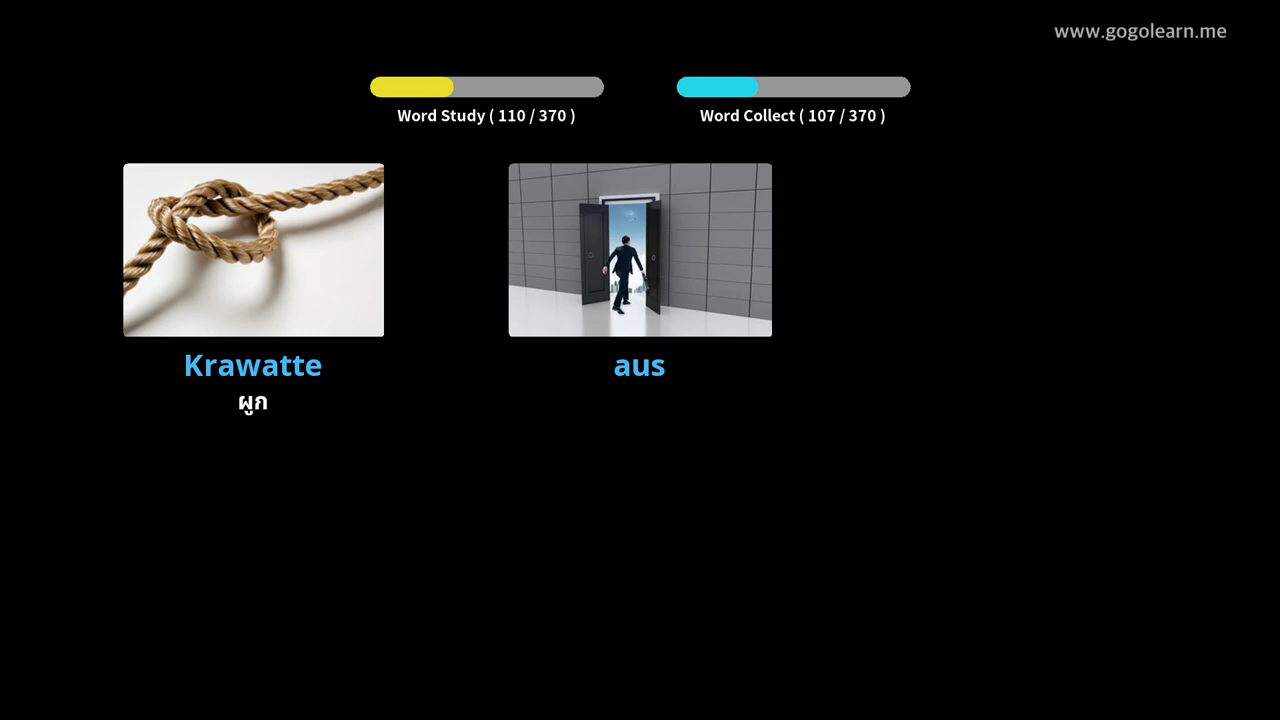 www.gogolearn.me
Word Study ( 110 / 370 )
Word Collect ( 107 / 370 )
Krawatte
ผูก
aus